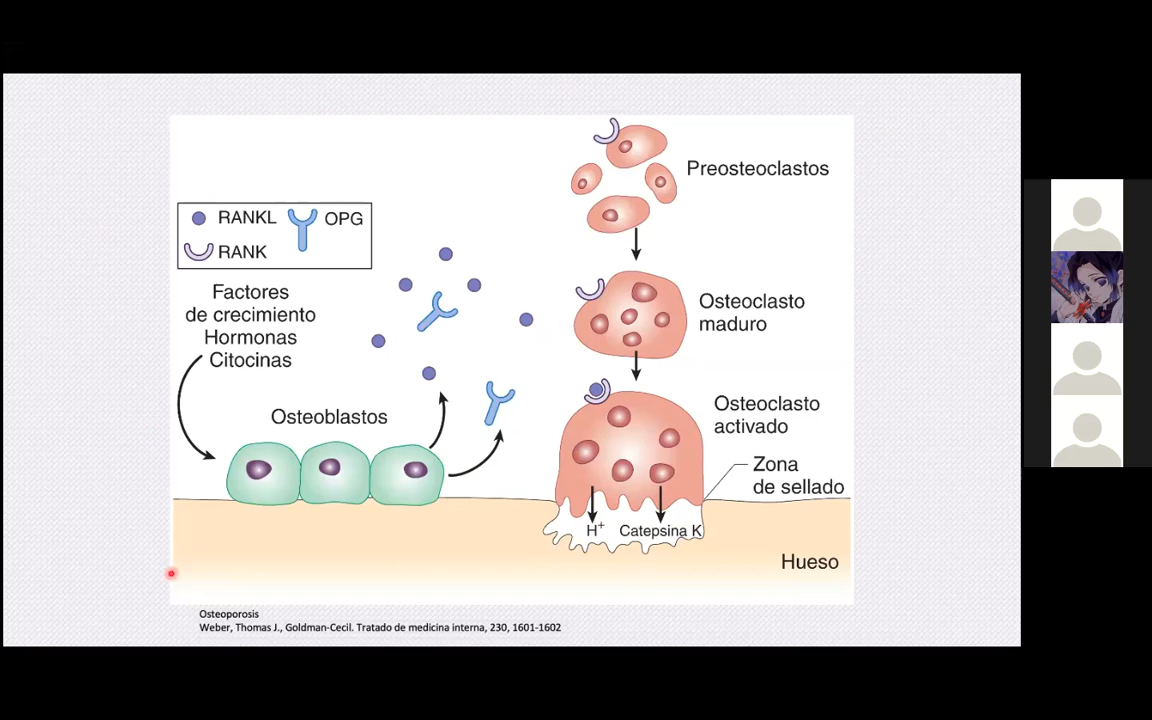 Preosteoclastos
RANKL
OPG
RANK
Factores
de crecimiento
Hormonas
Citocinas
Osteoclasto
maduro
Osteoblastos
Osteoclasto
activado
Zona
de sellado
H+
Catepsina K
Hueso
Osteoporosis
Weber, Thomas J., Goldman-Cecil. Tratado de medicina interna, 230, 1601-1602